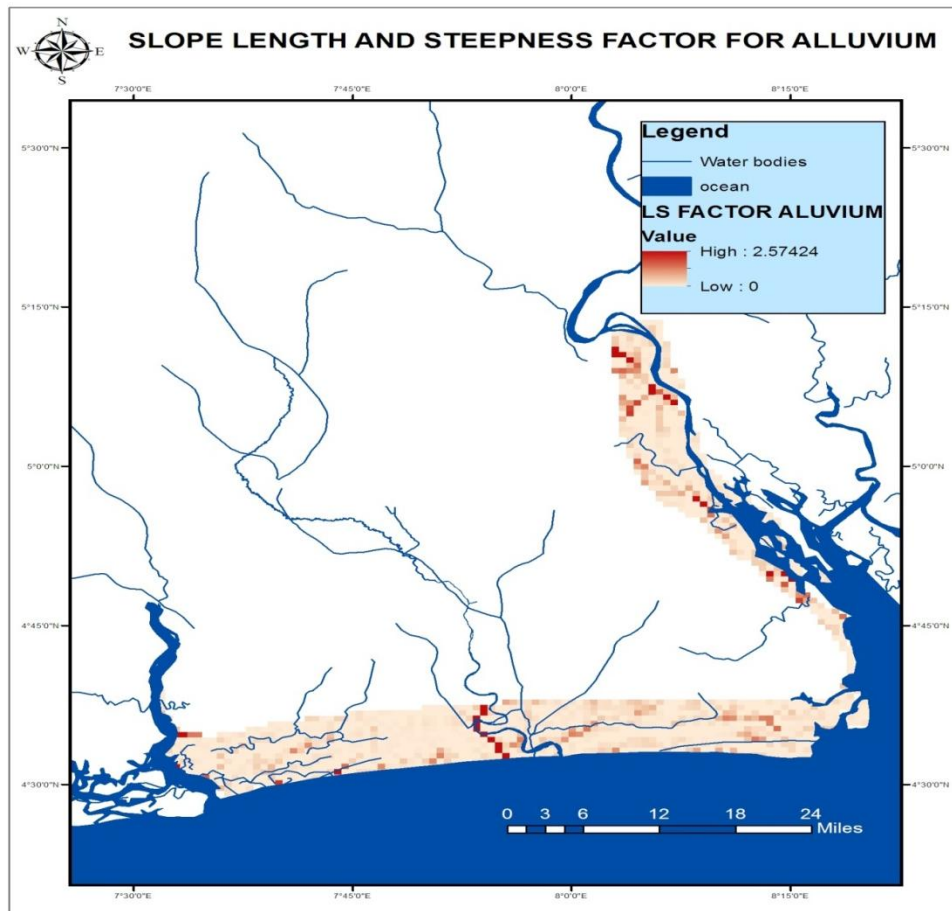 N
W E
S
SLOPE LENGTH AND STEEPNESS FACTOR FOR ALLUVIUM
7°30'0"E 7°45'0"E 8°0'0"E 8°15'0"E
Legend
Water bodies
ocean
LS FACTOR ALUVIUM
Value
High : 2.57424
Low : 0
5°30'0"N 5°30'0"N
5°15'0"N 5°15'0"N
5°0'0"N 5°0'0"N
4°45'0"N 4°45'0"N
4°30'0"N 4°30'0"N
0 3 6 12 18 24
Miles
7°30'0"E 7°45'0"E 8°0'0"E 8°15'0"E